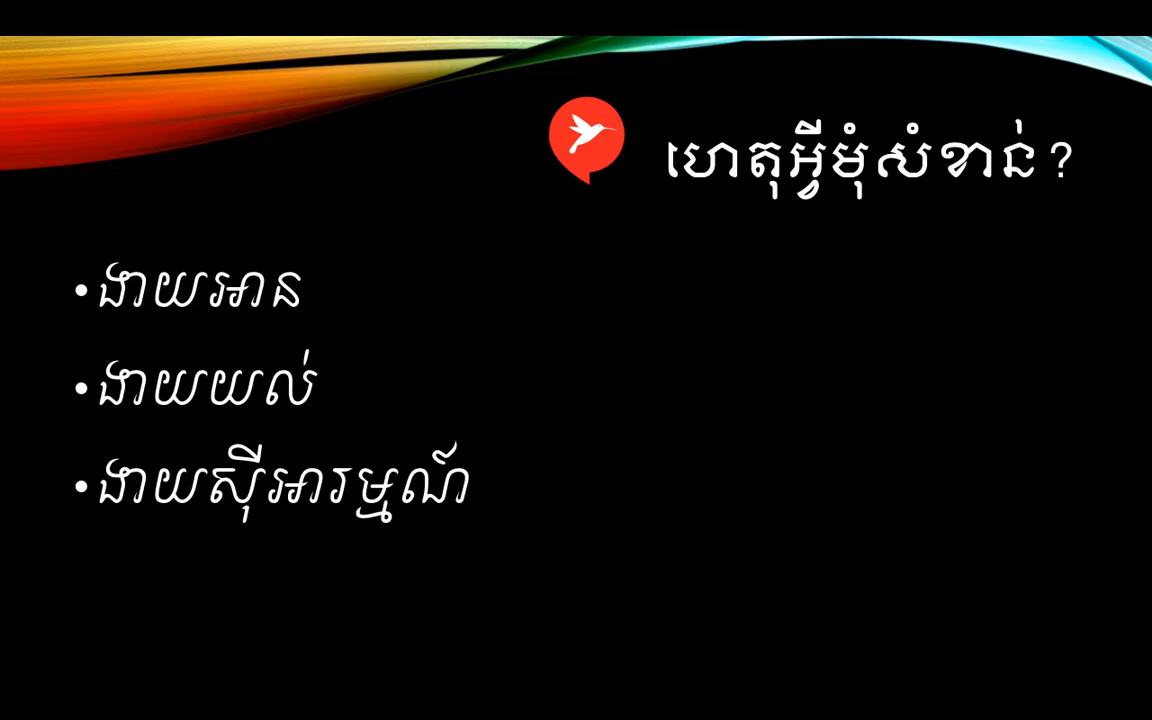 ហេតុអ្វីមុំសំខាន់?
•ងាយអាន
•ងាយយល់
•ងាយស៊ីអារម្មណ៍